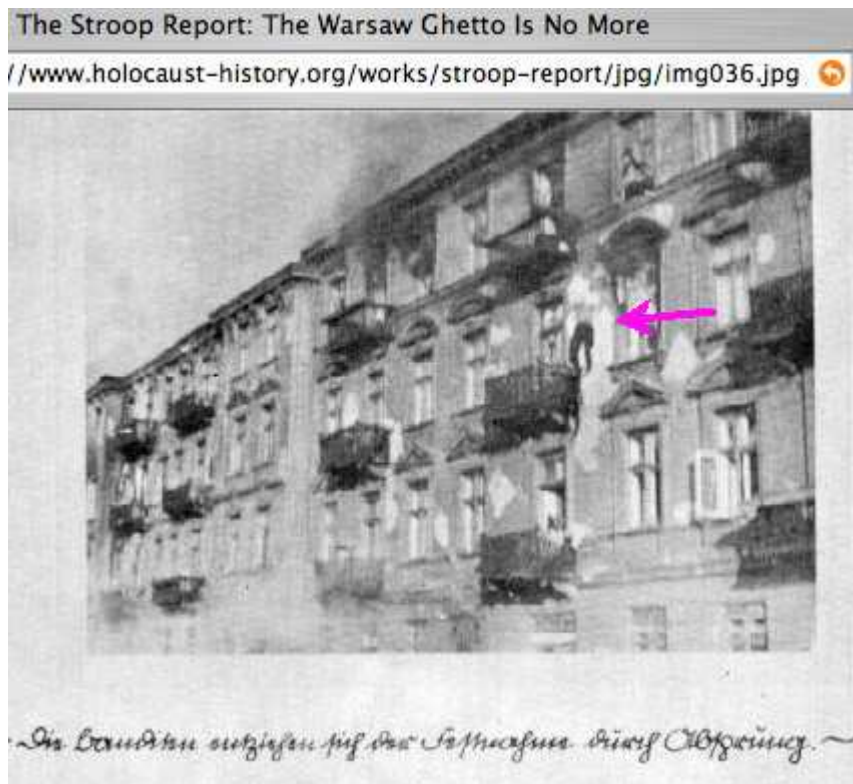 The Stroop Report: The Warsaw Ghetto Is No More
//www.holocaust-history.org/works/stroop-report/jpg/img036.jpg
- Die Banditen entziehen sich der Festnahme durch Absprung. -